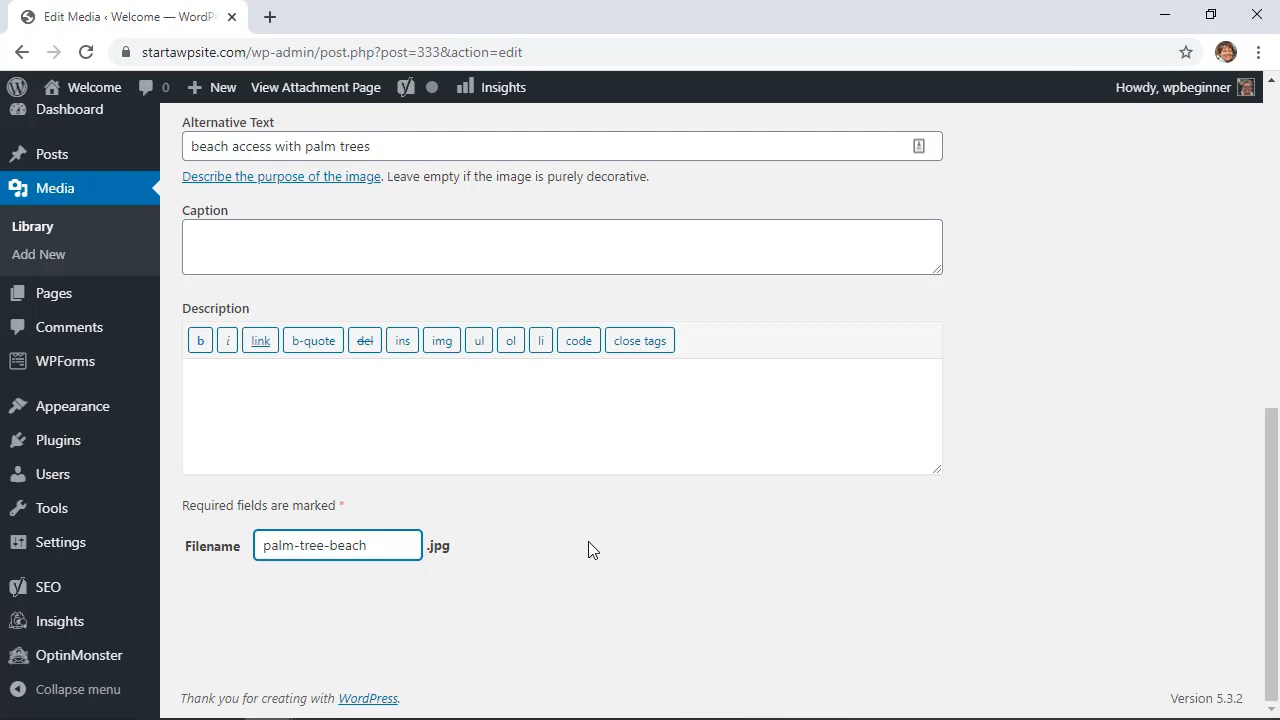 Edit Media ‹ Welcome — WordP
startawpsite.com/wp-admin/post.php?post=333&action=edit
Welcome 0 New View Attachment Page Insights Howdy, wpbeginner
Dashboard
Posts
Media
Library
Add New
Pages
Comments
WPForms
Appearance
Plugins
Users
Tools
Settings
SEO
Insights
OptinMonster
Collapse menu
Alternative Text
beach access with palm trees
Describe the purpose of the image. Leave empty if the image is purely decorative.
Caption
Description
b i link b-quote del ins img ul ol li code close tags
Required fields are marked *
Filename palm-tree-beach .jpg
Thank you for creating with WordPress. Version 5.3.2